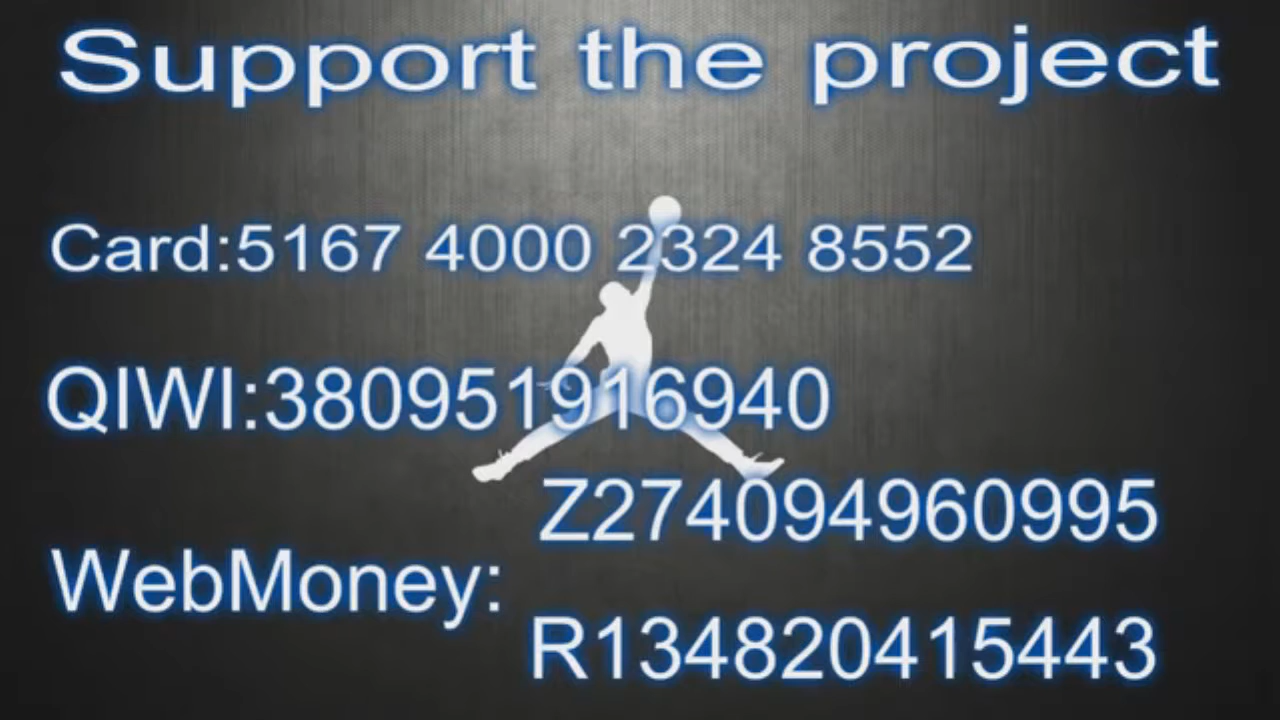 Support the project
Card:5167 4000 2324 8552
QIWI:380951916940
Z274094960995
WebMoney:
R134820415443